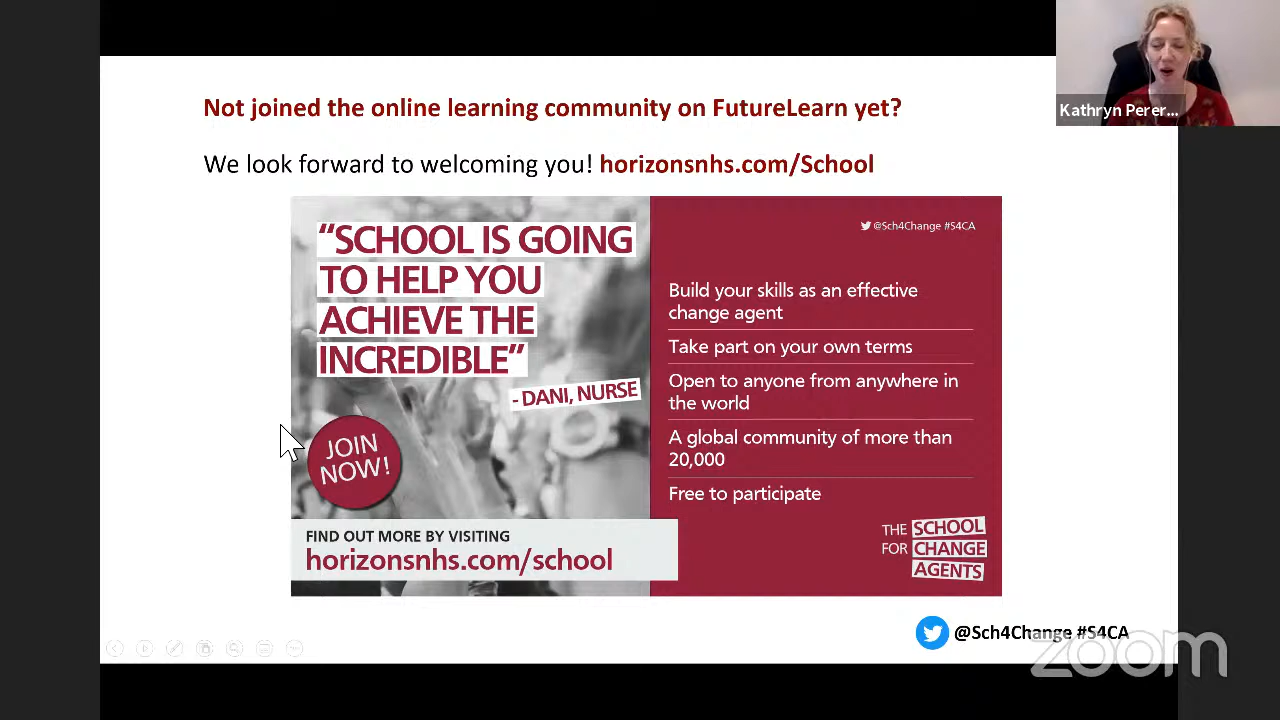 Not joined the online learning community on FutureLearn yet?
We look forward to welcoming you! horizonsnhs.com/School
Kathryn Perer...
“SCHOOL IS GOING
TO HELP YOU
ACHIEVE THE
INCREDIBLE”
- DANI, NURSE
JOIN
NOW!
FIND OUT MORE BY VISITING
horizonsnhs.com/school
@Sch4Change #S4CA
Build your skills as an effective
change agent
Take part on your own terms
Open to anyone from anywhere in
the world
A global community of more than
20,000
Free to participate
THE SCHOOL
FOR CHANGE
AGENTS
@Sch4Change #S4CA
zoom